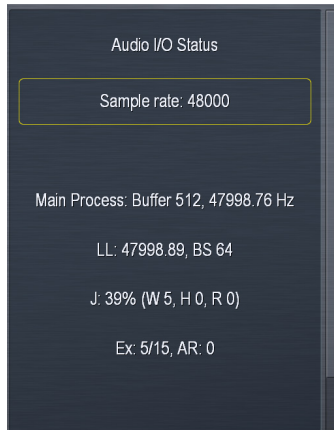 Audio I/O Status
Sample rate: 48000
Main Process: Buffer 512, 47998.76 Hz
LL: 47998.89, BS 64
J: 39% (W 5, H 0, R 0)
Ex: 5/15, AR: 0